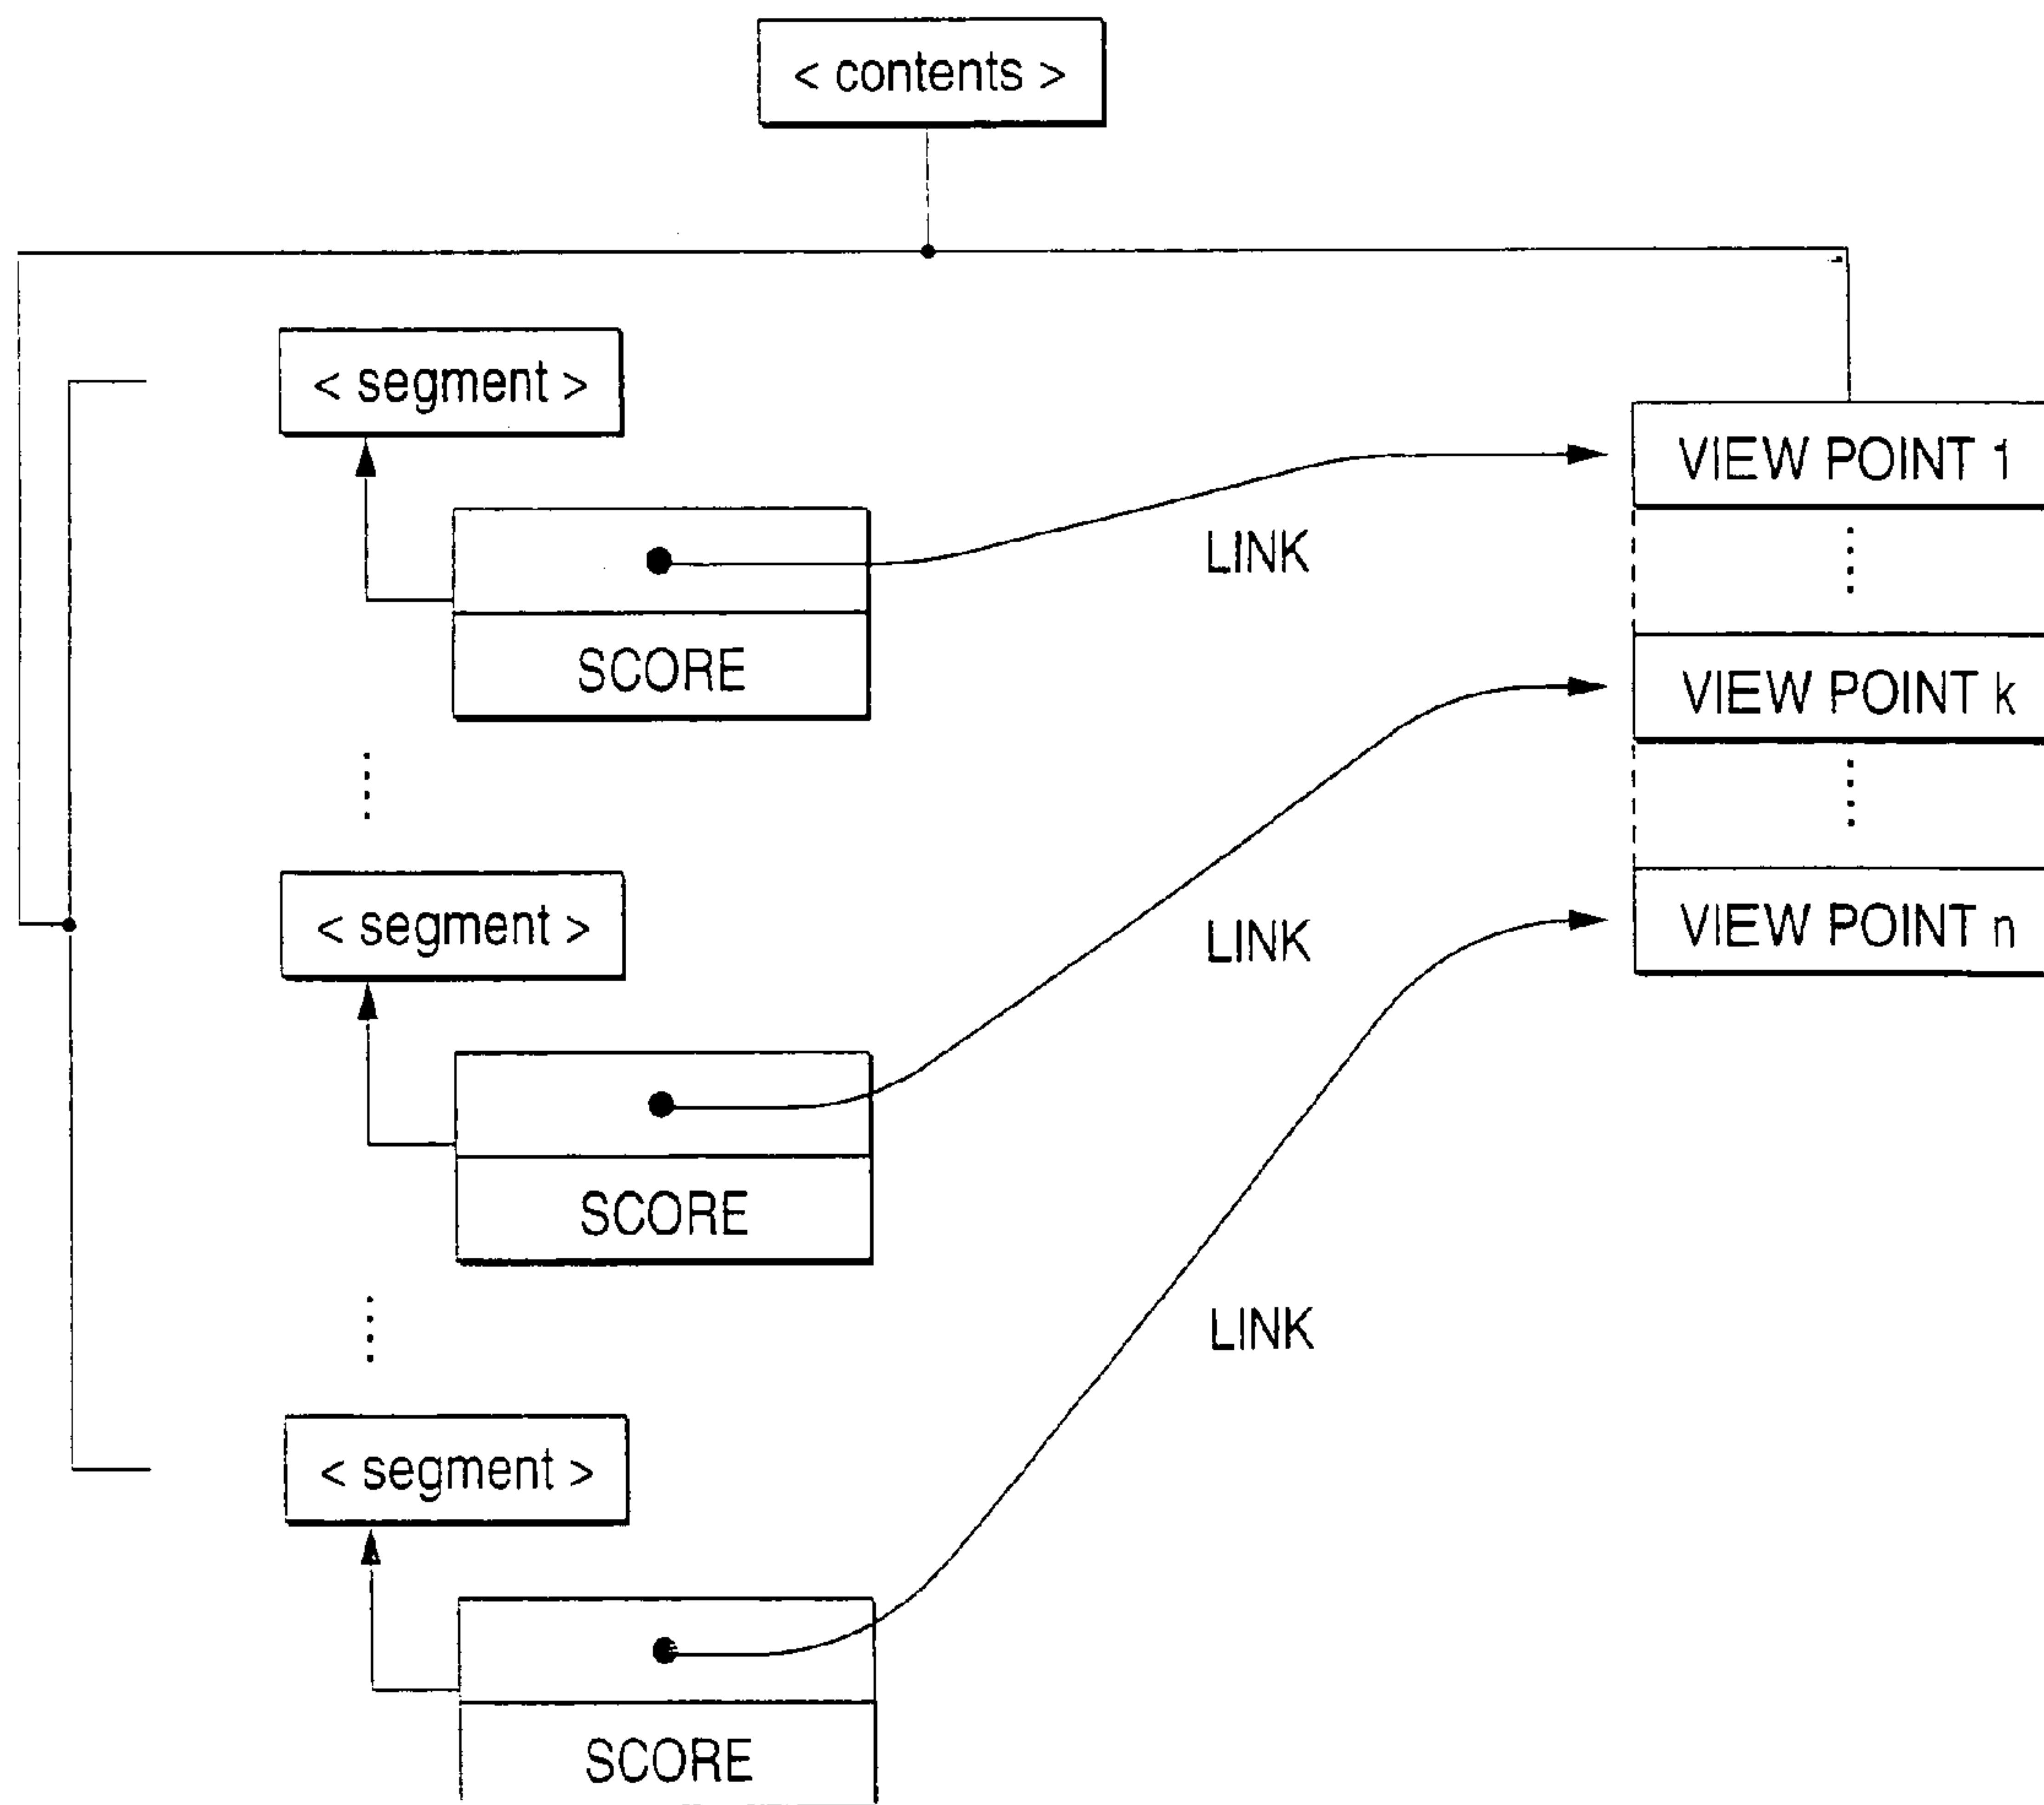 < contents >
< segment >
VIEW POINT 1
LINK
SCORE
VIEW POINT k
< segment >
LINK
VIEW POINT n
SCORE
LINK
< segment >
SCORE